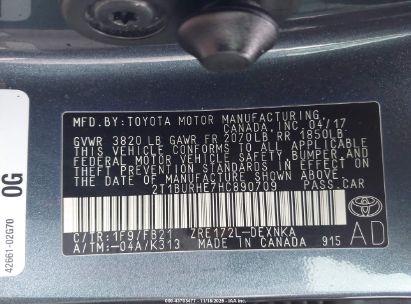 MFD.BY:TOYOTA MOTOR MANUFACTURING
CANADA, INC. 04/17
GVWR 3820LB GAWR FR 2070LB RR 1850LB
THIS VEHICLE CONFORMS TO ALL APPLICABLE
FEDERAL MOTOR VEHICLE SAFETY, BUMPER AND
THEFT PREVENTION STANDARDS IN EFFECT ON
THE DATE OF MANUFACTURE SHOWN ABOVE.
2T1BURHE7HC890709 PASS.CAR
C/TR:1F9/FB21 ZRE172L-DEXNKA
A/TM:-04A/K313 MADE IN CANADA 915
AD
TOYOTA
42661-02G70
0G